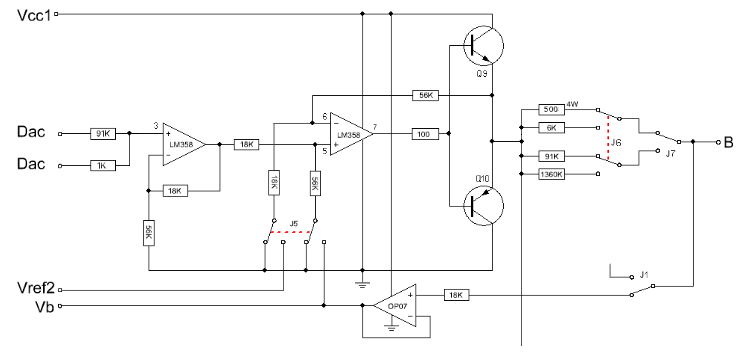 Vcc1
Q9
56K
500 4W
6K
J6
J7
B
Dac
91K
3
LM358
18K
6
5
LM358
7
100
Dac
1K
91K
1360K
18K
18K
56K
Q10
56K
J5
Vref2
Vb
J1
OP07
18K
+
−
+
−
+
−